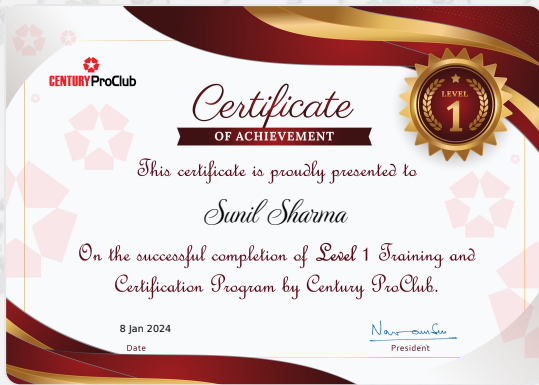 CENTURY ProClub
Certificate
OF ACHIEVEMENT
LEVEL
1
This certificate is proudly presented to
Sunil Sharma
On the successful completion of Level 1 Training and
Certification Program by Century ProClub.
8 Jan 2024
Date
President